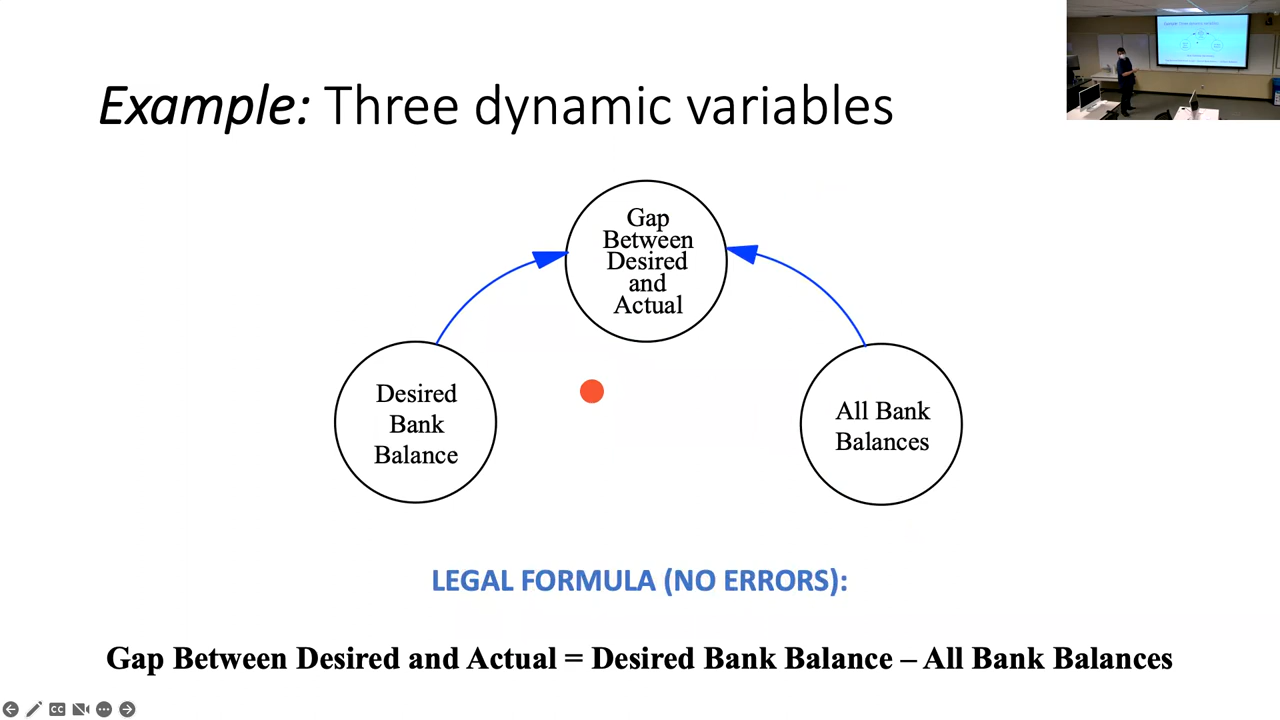 Example: Three dynamic variables
Gap
Between
Desired
and
Actual
Desired
Bank
Balance
All Bank
Balances
LEGAL FORMULA (NO ERRORS):
Gap Between Desired and Actual = Desired Bank Balance – All Bank Balances
CC